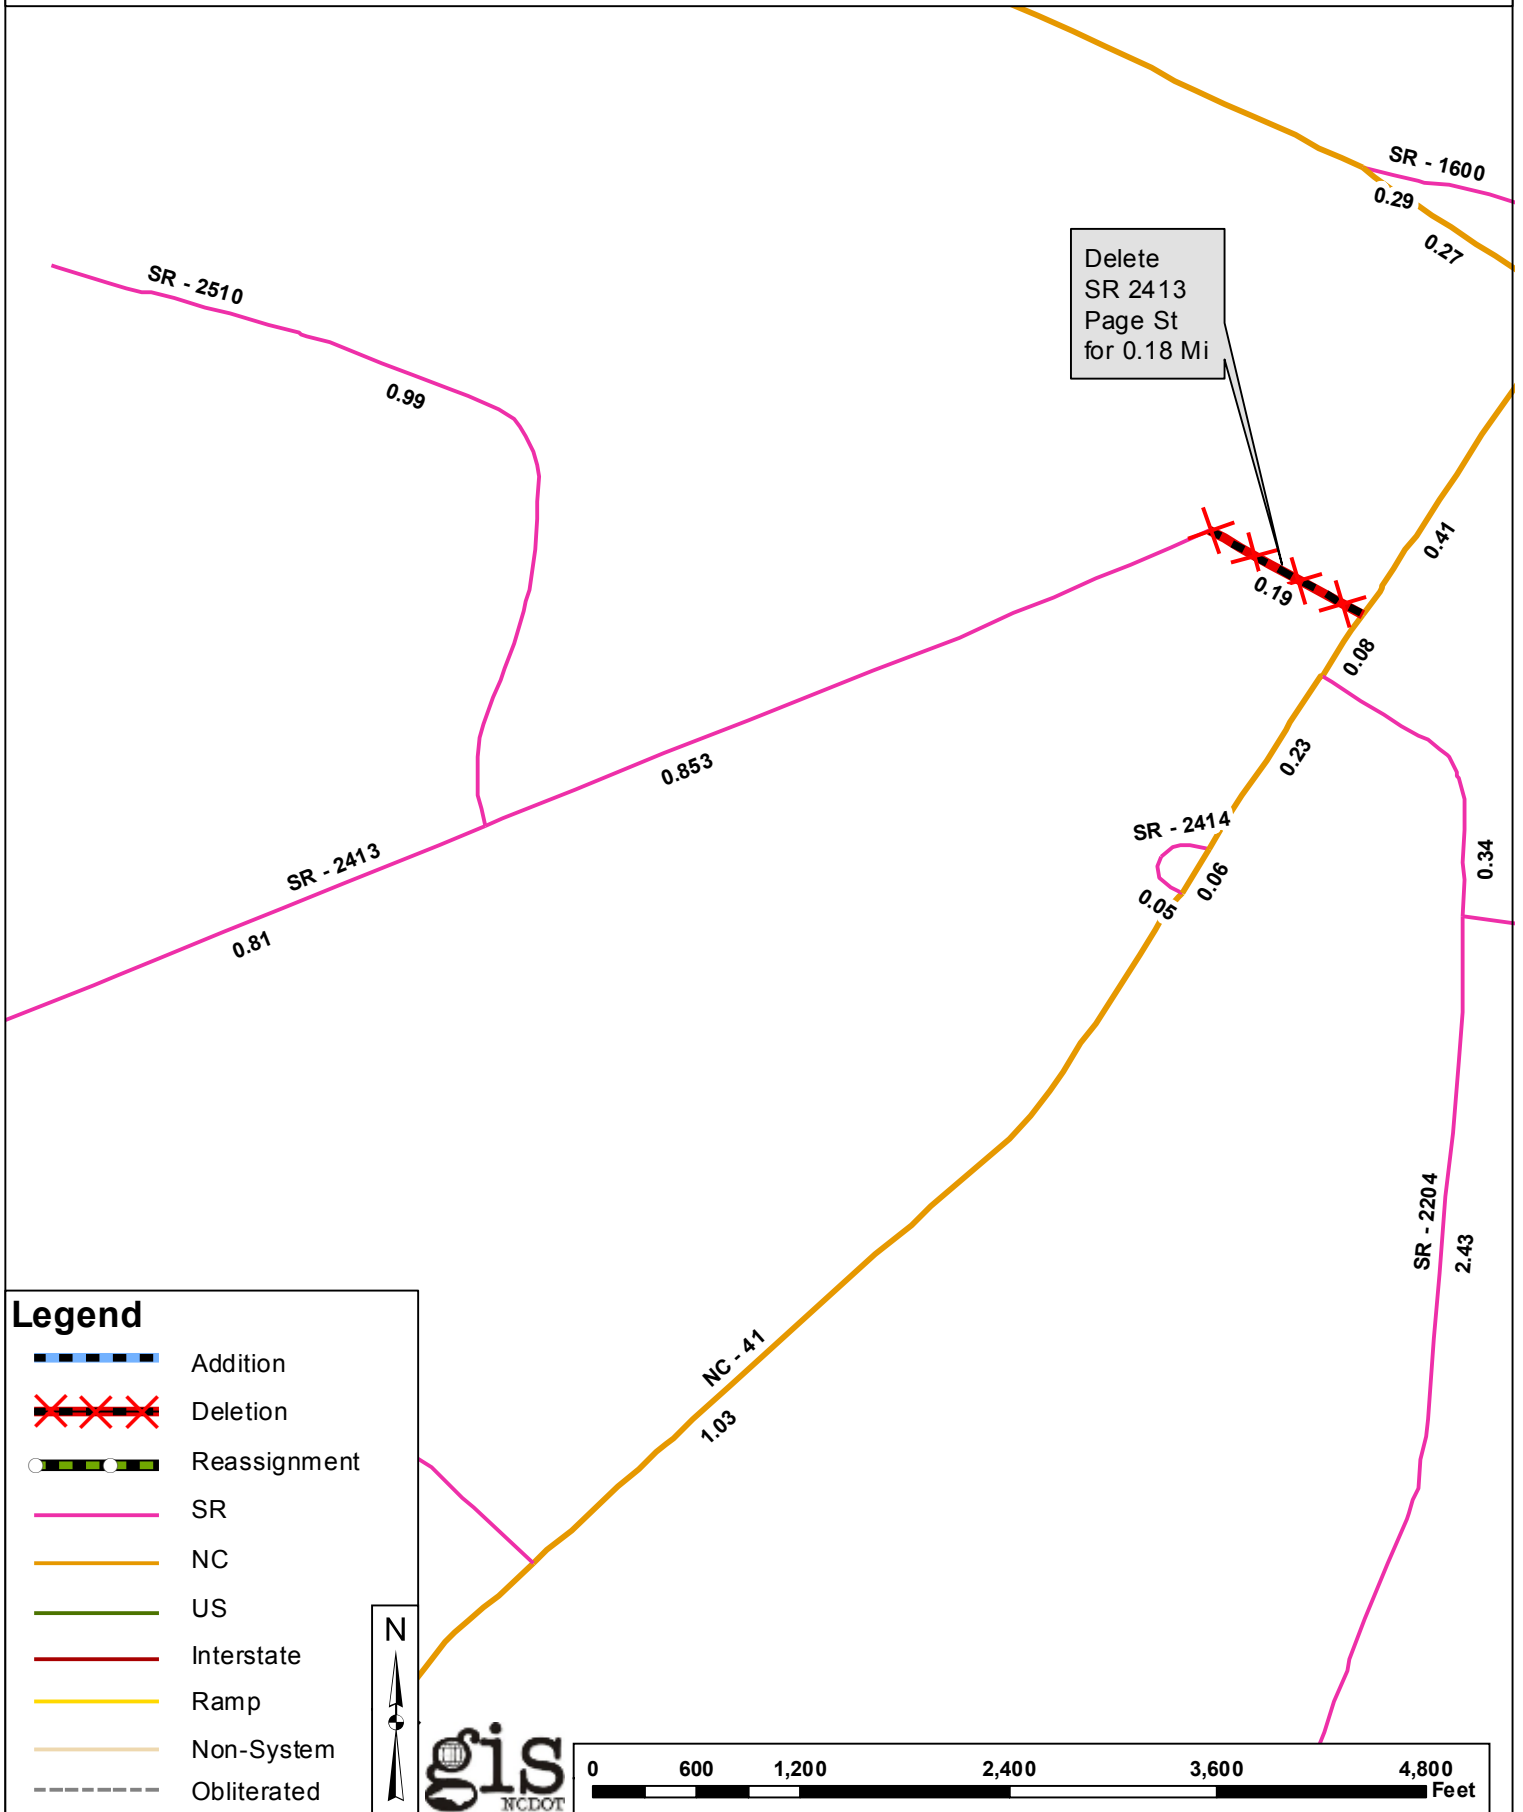 SR - 1600
0.29
0.27
SR - 2510
0.99
Delete
SR 2413
Page St
for 0.18 Mi
0.41
0.19
0.08
0.23
0.853
SR - 2414
0.06
0.05
0.34
SR - 2413
0.81
SR - 2204
2.43
NC - 41
1.03
Legend
Addition
Deletion
Reassignment
SR
NC
US
Interstate
Ramp
Non-System
Obliterated
N
gis
NCDOT
0 600 1,200 2,400 3,600 4,800
Feet